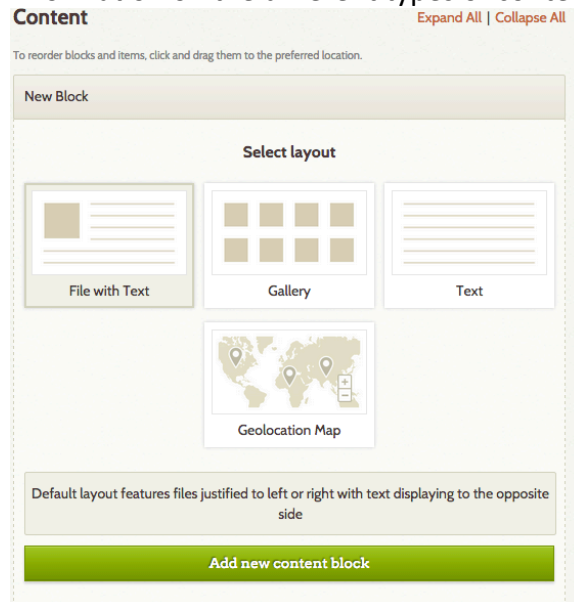 Content
Expand All | Collapse All
To reorder blocks and items, click and drag them to the preferred location.
New Block
Select layout
File with Text
Gallery
Text
Geolocation Map
Default layout features files justified to left or right with text displaying to the opposite
side
Add new content block